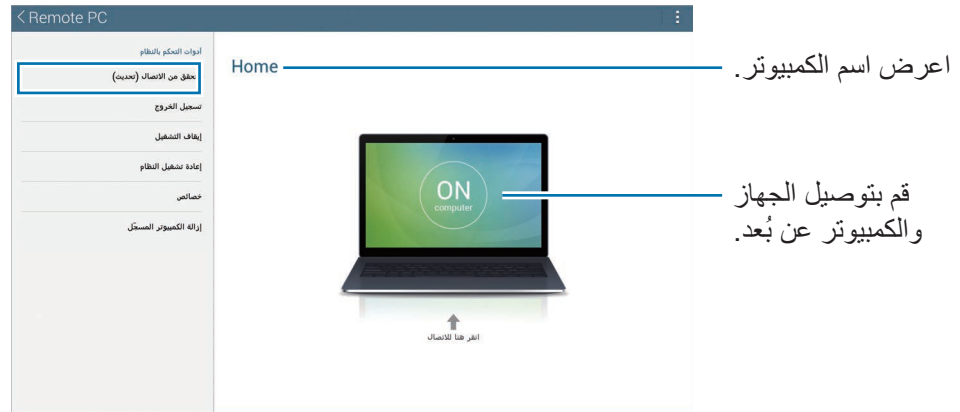 < Remote PC
أدوات التحكم بالنظام
تحقق من الاتصال (تحديث)
تسجيل الخروج
إيقاف التشغيل
إعادة تشغيل النظام
خصائص
إزالة الكمبيوتر المسجّل
Home
اعرض اسم الكمبيوتر.
ON
computer
قم بتوصيل الجهاز
والكمبيوتر عن بُعد.
انقر هنا للاتصال